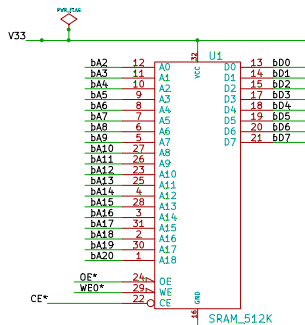 PWR_FLAG
V33
U1
bA2 12 A0 VCC 32 D0 13 bD0
bA3 11 A1 D1 14 bD1
bA4 10 A2 D2 15 bD2
bA5 9 A3 D3 17 bD3
bA6 8 A4 D4 18 bD4
bA7 7 A5 D5 19 bD5
bA8 6 A6 D6 20 bD6
bA9 5 A7 D7 21 bD7
bA10 27 A8
bA11 26 A9
bA12 23 A10
bA13 25 A11
bA14 4 A12
bA15 28 A13
bA16 3 A14
bA17 31 A15
bA18 2 A16
bA19 30 A17
bA20 1 A18
OE* 24 OE
WE0* 29 WE
CE* 22 CE GND
16 SRAM_512K